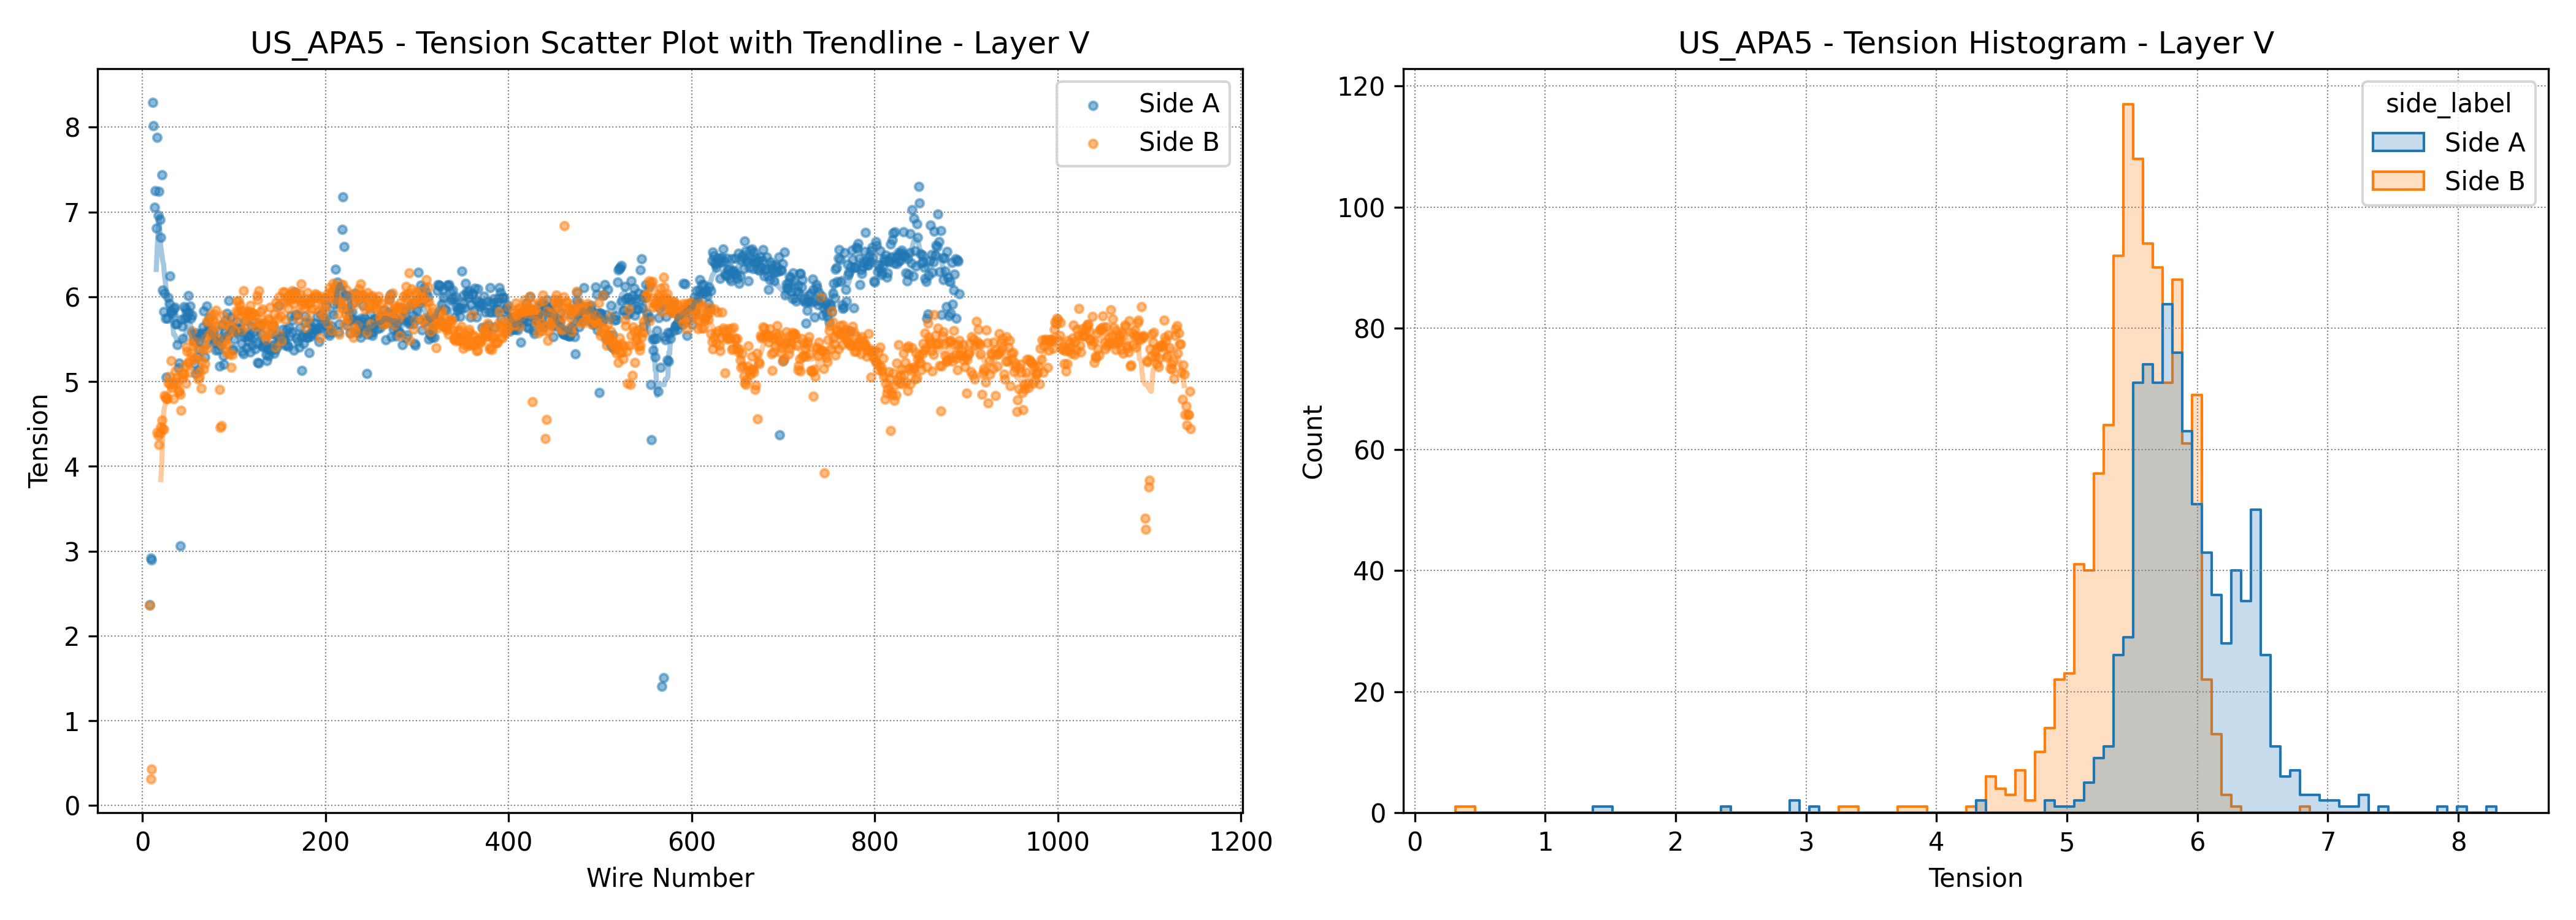 US_APA5 - Tension Scatter Plot with Trendline - Layer V
Side A
Side B
8
7
6
5
4
3
2
1
0
Tension
0 200 400 600 800 1000 1200
Wire Number
US_APA5 - Tension Histogram - Layer V
side_label
Side A
Side B
120
100
80
60
40
20
0
Count
0 1 2 3 4 5 6 7 8
Tension